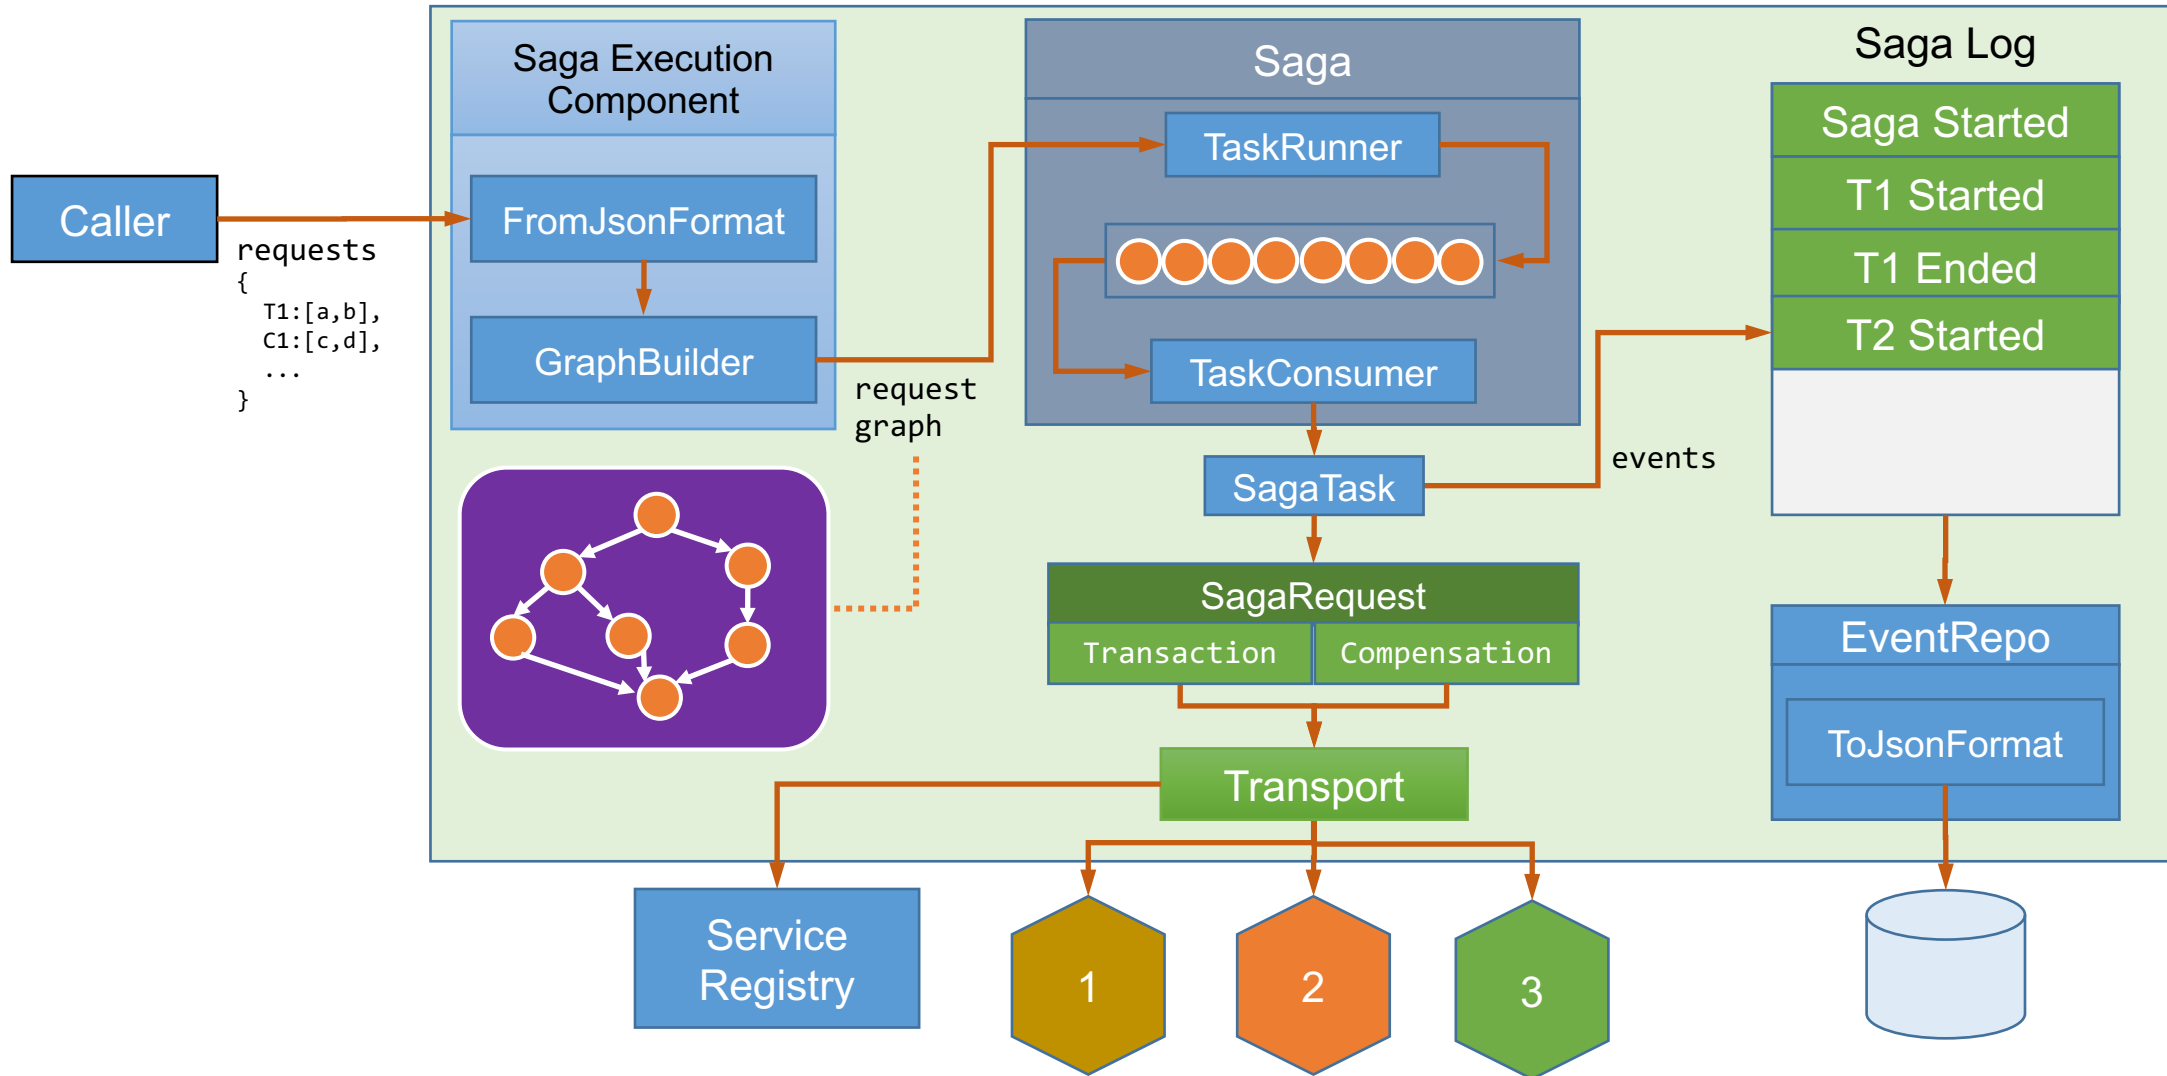 Caller
requests
{
T1:[a,b],
C1:[c,d],
...
}
Saga Execution
Component
FromJsonFormat
GraphBuilder
request
graph
Saga
TaskRunner
TaskConsumer
SagaTask
events
SagaRequest
Transaction
Compensation
Transport
Service
Registry
1
2
3
Saga Log
Saga Started
T1 Started
T1 Ended
T2 Started
EventRepo
ToJsonFormat